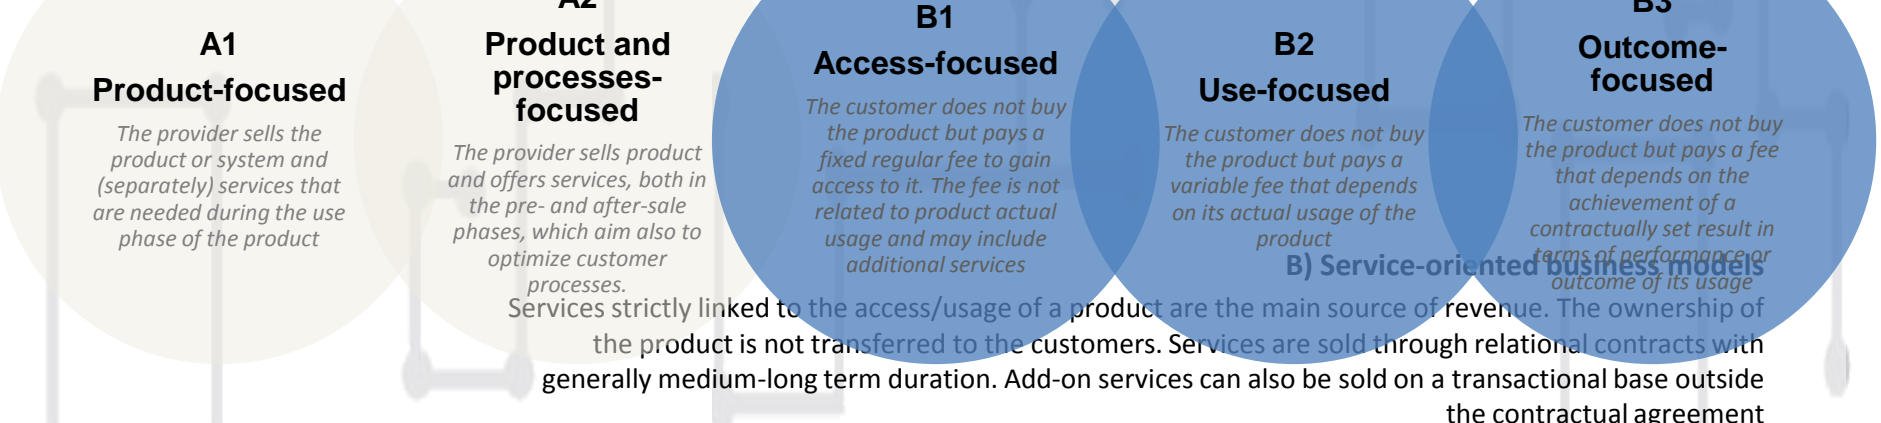 A1
Product-focused
The provider sells the
product or system and
(separately) services that
are needed during the use
phase of the product
A2
Product and
processes-
focused
The provider sells product
and offers services, both in
the pre- and after-sale
phases, which aim also to
optimize customer
processes.
B1
Access-focused
The customer does not buy
the product but pays a
fixed regular fee to gain
access to it. The fee is not
related to product actual
usage and may include
additional services
B2
Use-focused
The customer does not buy
the product but pays a
variable fee that depends
on its actual usage of the
product
B3
Outcome-
focused
The customer does not buy
the product but pays a fee
that depends on the
achievement of a
contractually set result in
terms of performance or
outcome of its usage
B) Service-oriented business models
Services strictly linked to the access/usage of a product are the main source of revenue. The ownership of
the product is not transferred to the customers. Services are sold through relational contracts with
generally medium-long term duration. Add-on services can also be sold on a transactional base outside
the contractual agreement